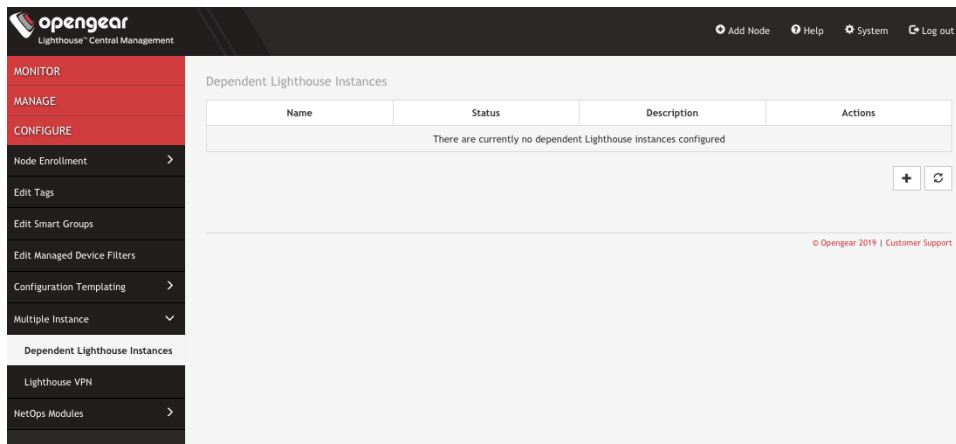 opengear
Lighthouse™ Central Management
Add Node Help System Log out
MONITOR
MANAGE
CONFIGURE
Node Enrollment
Edit Tags
Edit Smart Groups
Edit Managed Device Filters
Configuration Templating
Multiple Instance
Dependent Lighthouse Instances
Lighthouse VPN
NetOps Modules
Dependent Lighthouse Instances
Name Status Description Actions
There are currently no dependent Lighthouse instances configured
© Opengear 2019 | Customer Support